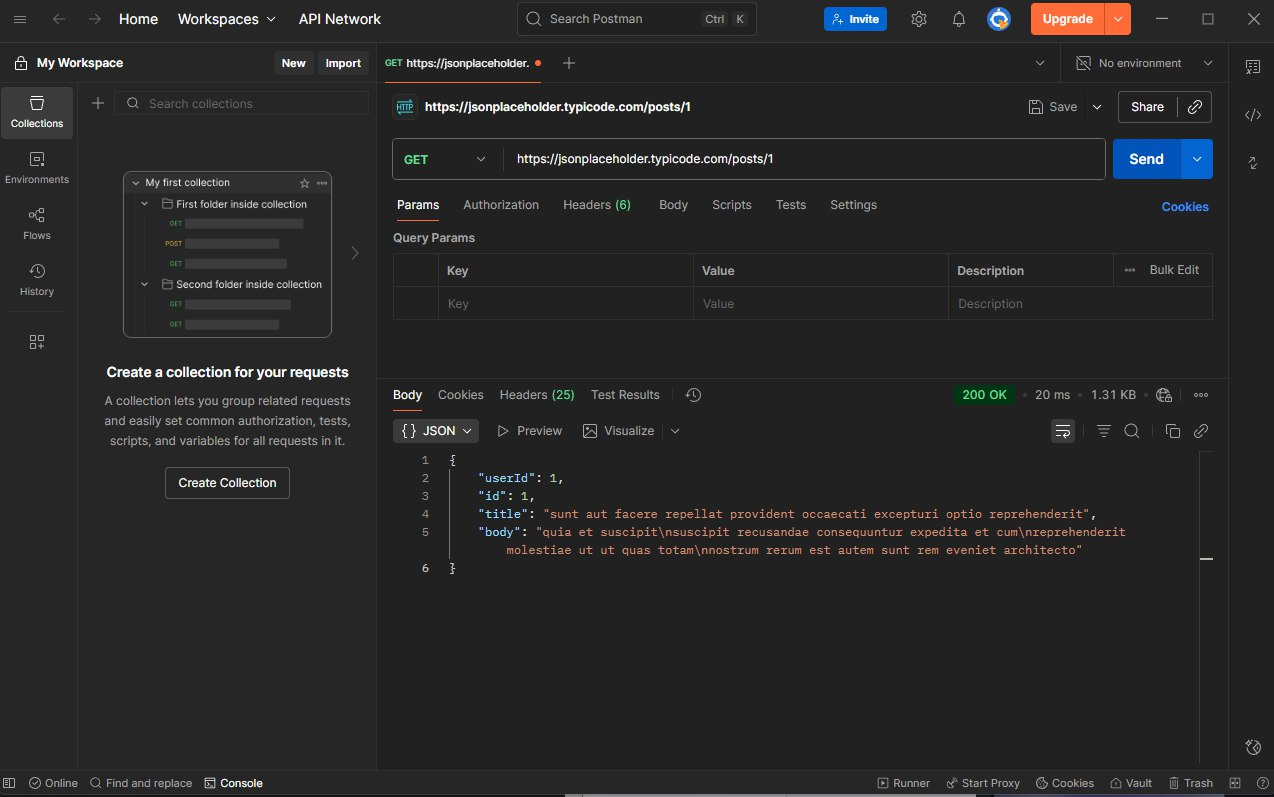 Home Workspaces API Network Search Postman Ctrl K Invite Upgrade
My Workspace New Import GET https://jsonplaceholder. No environment
Collections
Search collections
Environments
Flows
History
My first collection
First folder inside collection
GET
POST
GET
Second folder inside collection
GET
GET
Create a collection for your requests
A collection lets you group related requests
and easily set common authorization, tests,
scripts, and variables for all requests in it.
Create Collection
HTTP https://jsonplaceholder.typicode.com/posts/1 Save Share
GET https://jsonplaceholder.typicode.com/posts/1 Send
Params Authorization Headers (6) Body Scripts Tests Settings Cookies
Query Params
Key Value Description Bulk Edit
Key Value Description
Body Cookies Headers (25) Test Results 200 OK • 20 ms • 1.31 KB •
{} JSON Preview Visualize
1 {
2 "userId": 1,
3 "id": 1,
4 "title": "sunt aut facere repellat provident occaecati excepturi optio reprehenderit",
5 "body": "quia et suscipit\nsuscipit recusandae consequuntur expedita et cum\nreprehenderit
molestiae ut ut quas totam\nnostrum rerum est autem sunt rem eveniet architecto"
6 }
Online Find and replace Console Runner Start Proxy Cookies Vault Trash